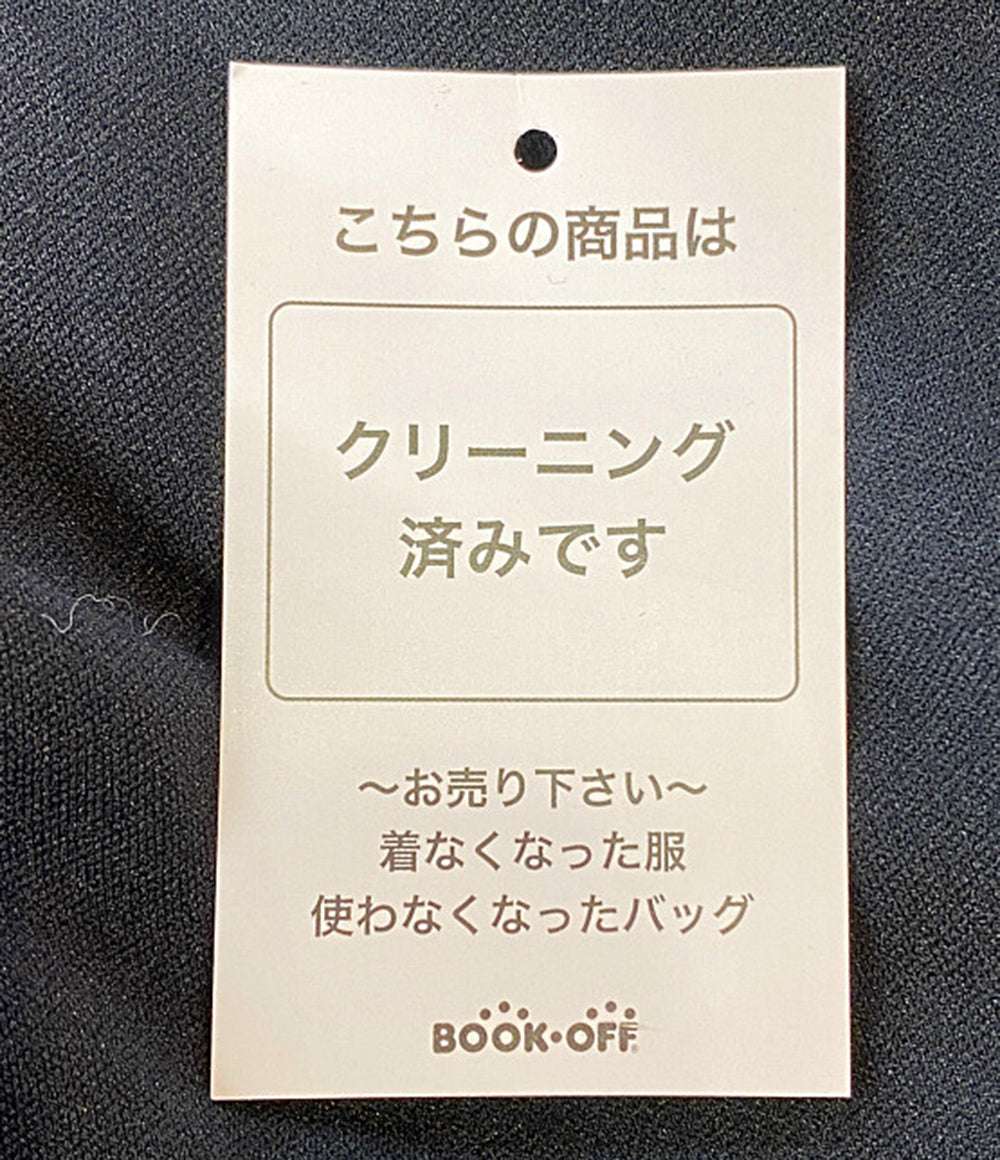 こちらの商品は
クリーニング
済みです
〜お売り下さい〜
着なくなった服
使わなくなったバッグ
BOOK•OFF